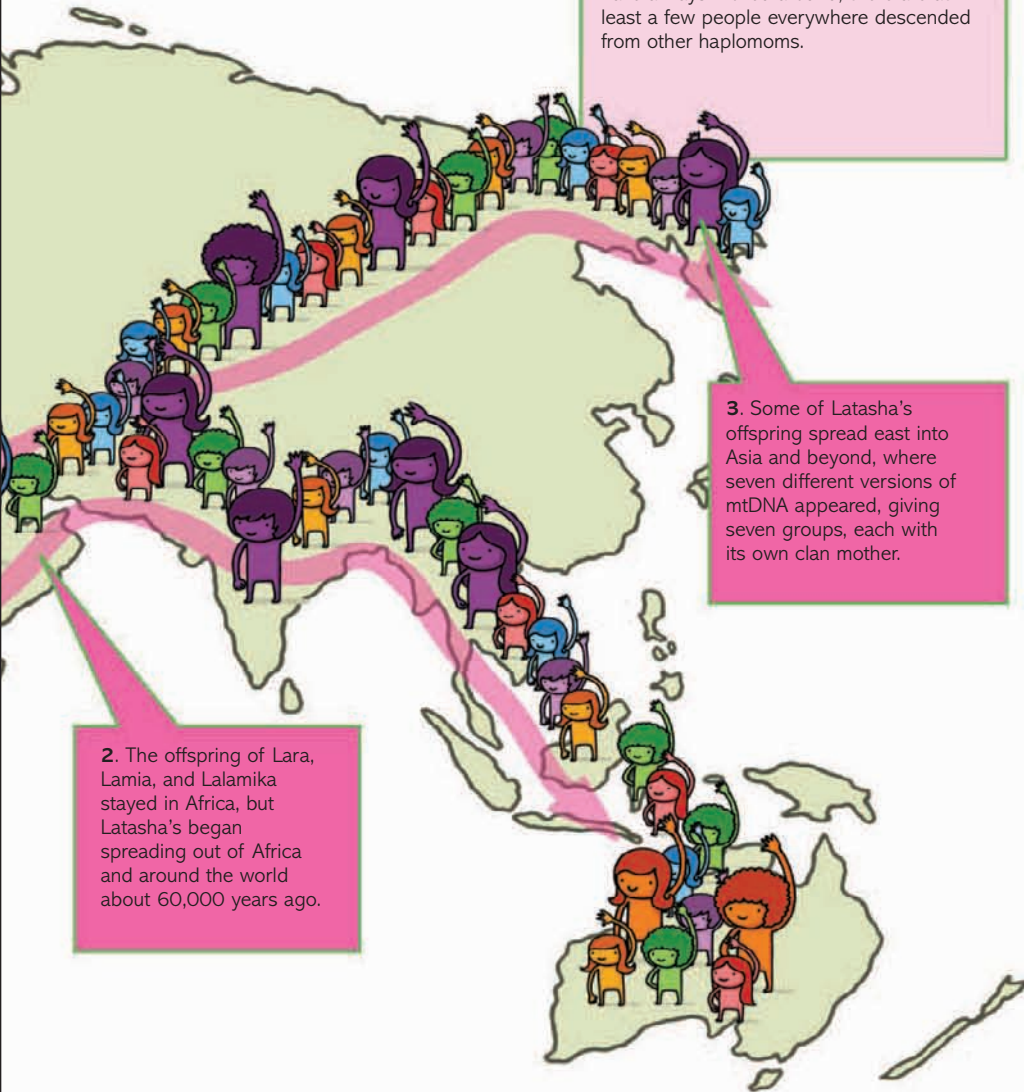 least a few people everywhere descended
from other haplomoms.
3. Some of Latasha’s
offspring spread east into
Asia and beyond, where
seven different versions of
mtDNA appeared, giving
seven groups, each with
its own clan mother.
2. The offspring of Lara,
Lamia, and Lalamika
stayed in Africa, but
Latasha’s began
spreading out of Africa
and around the world
about 60,000 years ago.